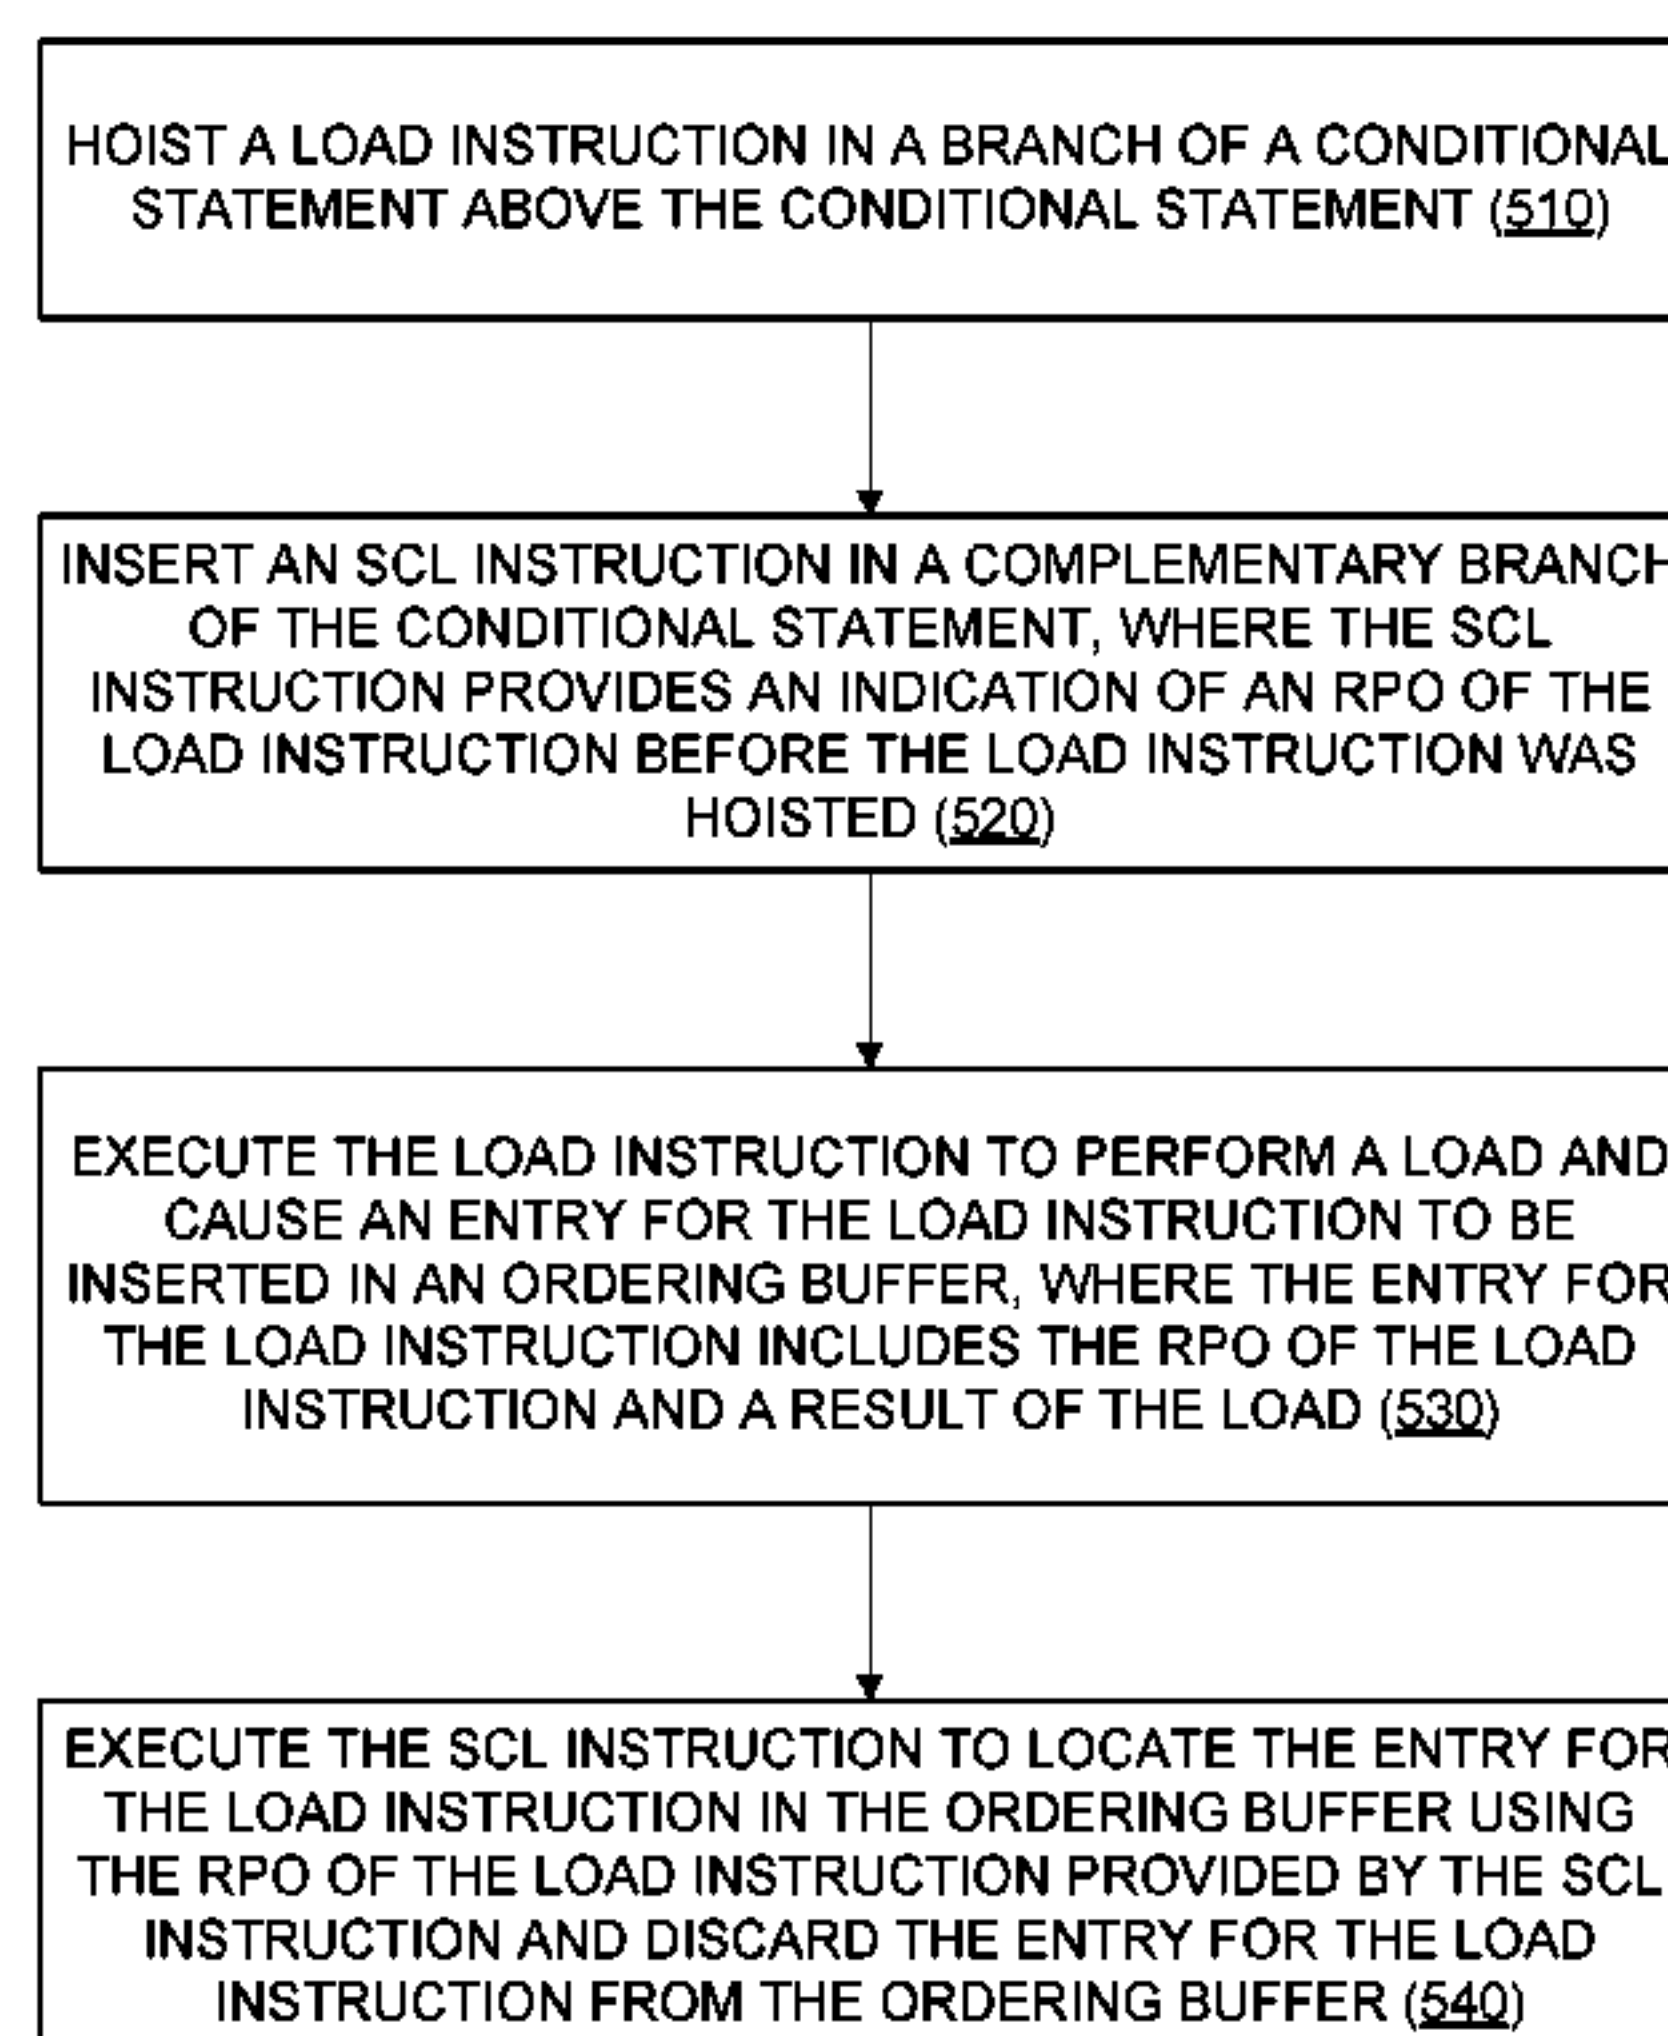 HOIST A LOAD INSTRUCTION IN A BRANCH OF A CONDITIONAL
STATEMENT ABOVE THE CONDITIONAL STATEMENT (510)
INSERT AN SCL INSTRUCTION IN A COMPLEMENTARY BRANCH
OF THE CONDITIONAL STATEMENT, WHERE THE SCL
INSTRUCTION PROVIDES AN INDICATION OF AN RPO OF THE
LOAD INSTRUCTION BEFORE THE LOAD INSTRUCTION WAS
HOISTED (520)
EXECUTE THE LOAD INSTRUCTION TO PERFORM A LOAD AND
CAUSE AN ENTRY FOR THE LOAD INSTRUCTION TO BE
INSERTED IN AN ORDERING BUFFER, WHERE THE ENTRY FOR
THE LOAD INSTRUCTION INCLUDES THE RPO OF THE LOAD
INSTRUCTION AND A RESULT OF THE LOAD (530)
EXECUTE THE SCL INSTRUCTION TO LOCATE THE ENTRY FOR
THE LOAD INSTRUCTION IN THE ORDERING BUFFER USING
THE RPO OF THE LOAD INSTRUCTION PROVIDED BY THE SCL
INSTRUCTION AND DISCARD THE ENTRY FOR THE LOAD
INSTRUCTION FROM THE ORDERING BUFFER (540)